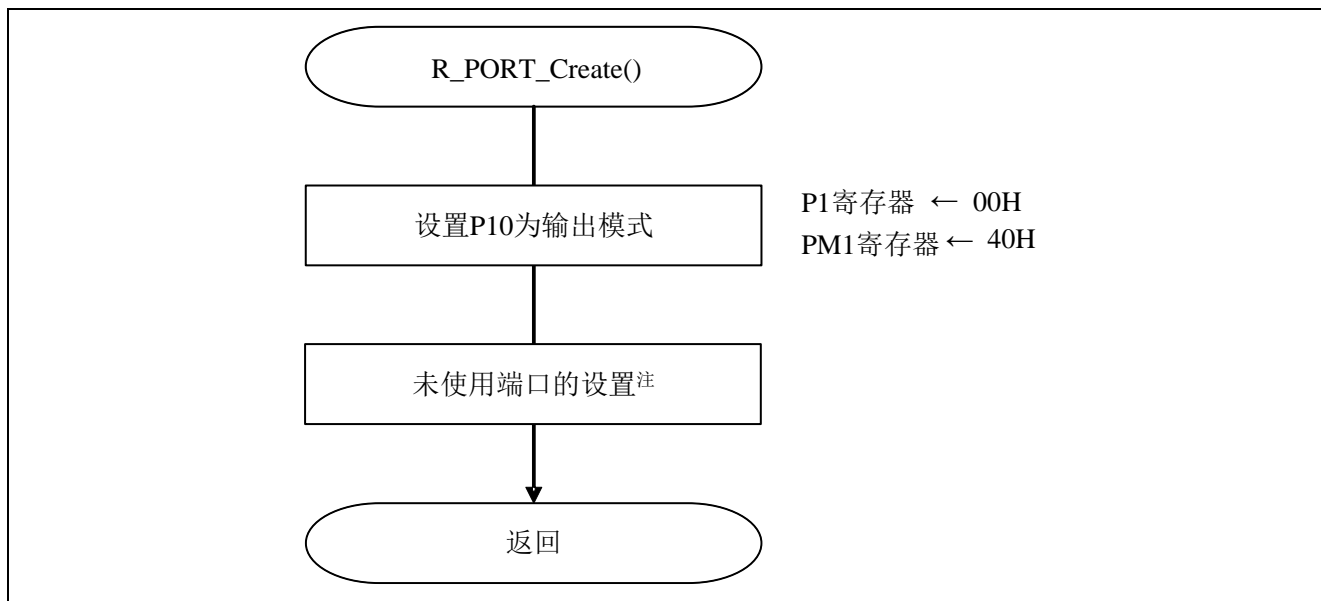 R_PORT_Create()
设置P10为输出模式
P1寄存器 ← 00H
PM1寄存器← 40H
未使用端口的设置注
返回